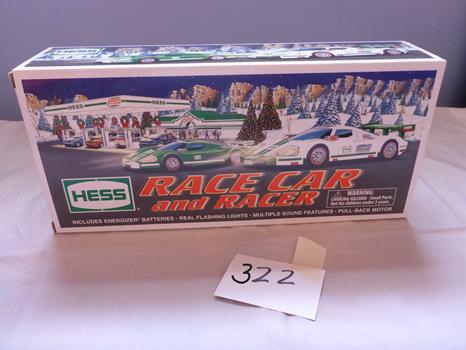 HESS
RACE CAR
and RACER
WARNING:
CHOKING HAZARD - Small Parts.
Not for children under 3 years.
INCLUDES ENERGIZER® BATTERIES • REAL FLASHING LIGHTS • MULTIPLE SOUND FEATURES • PULL-BACK MOTOR
322